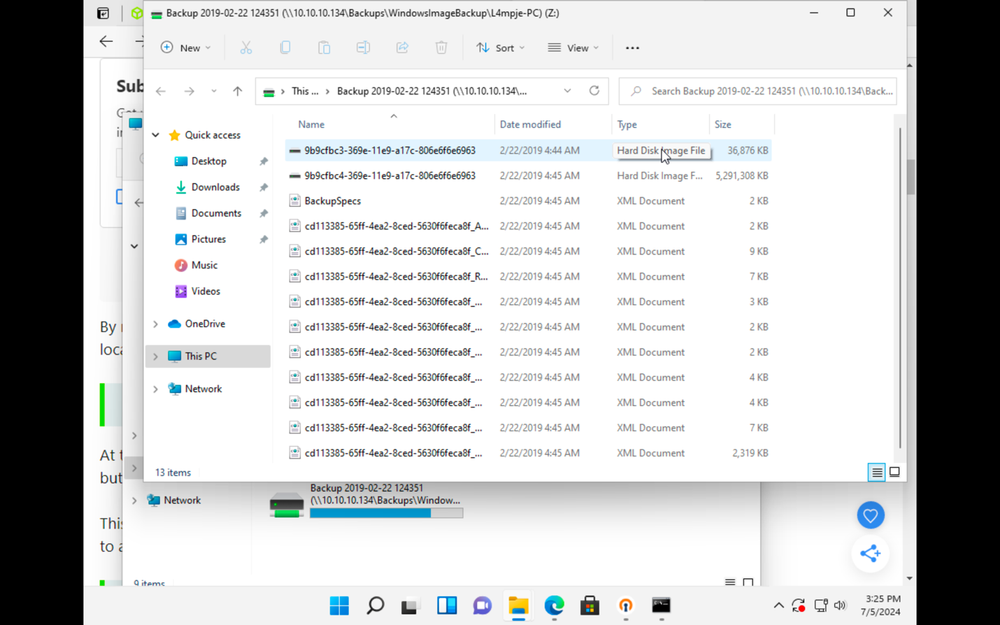 Backup 2019-02-22 124351 (\\10.10.10.134\Backups\WindowsImageBackup\L4mpje-PC) (Z:)
New
Sort
View
This ...
Backup 2019-02-22 124351 (\\10.10.10.134\...
Search Backup 2019-02-22 124351 (\\10.10.10.134\Back...
Sub
Name Date modified Type Size
Quick access
Desktop
Downloads
Documents
Pictures
Music
Videos
OneDrive
This PC
Network
9b9cfbc3-369e-11e9-a17c-806e6f6e6963 2/22/2019 4:44 AM Hard Disk Image File 36,876 KB
9b9cfbc4-369e-11e9-a17c-806e6f6e6963 2/22/2019 4:45 AM Hard Disk Image F... 5,291,308 KB
BackupSpecs 2/22/2019 4:45 AM XML Document 2 KB
cd113385-65ff-4ea2-8ced-5630f6feca8f_A... 2/22/2019 4:45 AM XML Document 2 KB
cd113385-65ff-4ea2-8ced-5630f6feca8f_C... 2/22/2019 4:45 AM XML Document 9 KB
cd113385-65ff-4ea2-8ced-5630f6feca8f_R... 2/22/2019 4:45 AM XML Document 7 KB
cd113385-65ff-4ea2-8ced-5630f6feca8f_... 2/22/2019 4:45 AM XML Document 3 KB
cd113385-65ff-4ea2-8ced-5630f6feca8f_... 2/22/2019 4:45 AM XML Document 2 KB
cd113385-65ff-4ea2-8ced-5630f6feca8f_... 2/22/2019 4:45 AM XML Document 2 KB
cd113385-65ff-4ea2-8ced-5630f6feca8f_... 2/22/2019 4:45 AM XML Document 4 KB
cd113385-65ff-4ea2-8ced-5630f6feca8f_... 2/22/2019 4:45 AM XML Document 4 KB
cd113385-65ff-4ea2-8ced-5630f6feca8f_... 2/22/2019 4:45 AM XML Document 7 KB
cd113385-65ff-4ea2-8ced-5630f6feca8f_... 2/22/2019 4:45 AM XML Document 2,319 KB
13 items
By
loca
At t
but
This
to a
Network
Backup 2019-02-22 124351
(\\10.10.10.134\Backups\Window...
9 items
3:25 PM
7/5/2024